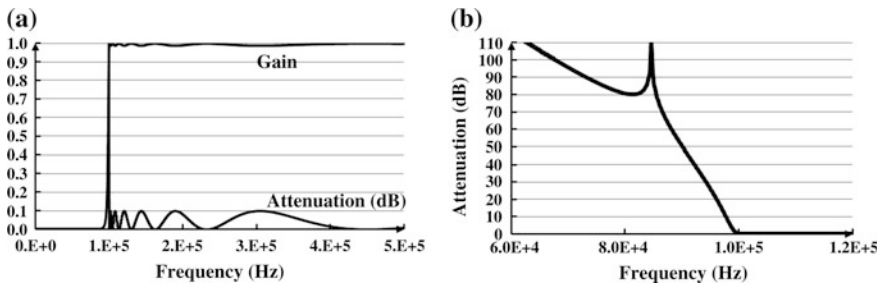 (a)
1.0
0.9
0.8
0.7
0.6
0.5
0.4
0.3
0.2
0.1
0.0
Gain
Attenuation (dB)
0.E+0
1.E+5
2.E+5
3.E+5
4.E+5
5.E+5
Frequency (Hz)
(b)
Attenuation (dB)
110
100
90
80
70
60
50
40
30
20
10
0
6.0E+4
8.0E+4
1.0E+5
1.2E+5
Frequency (Hz)